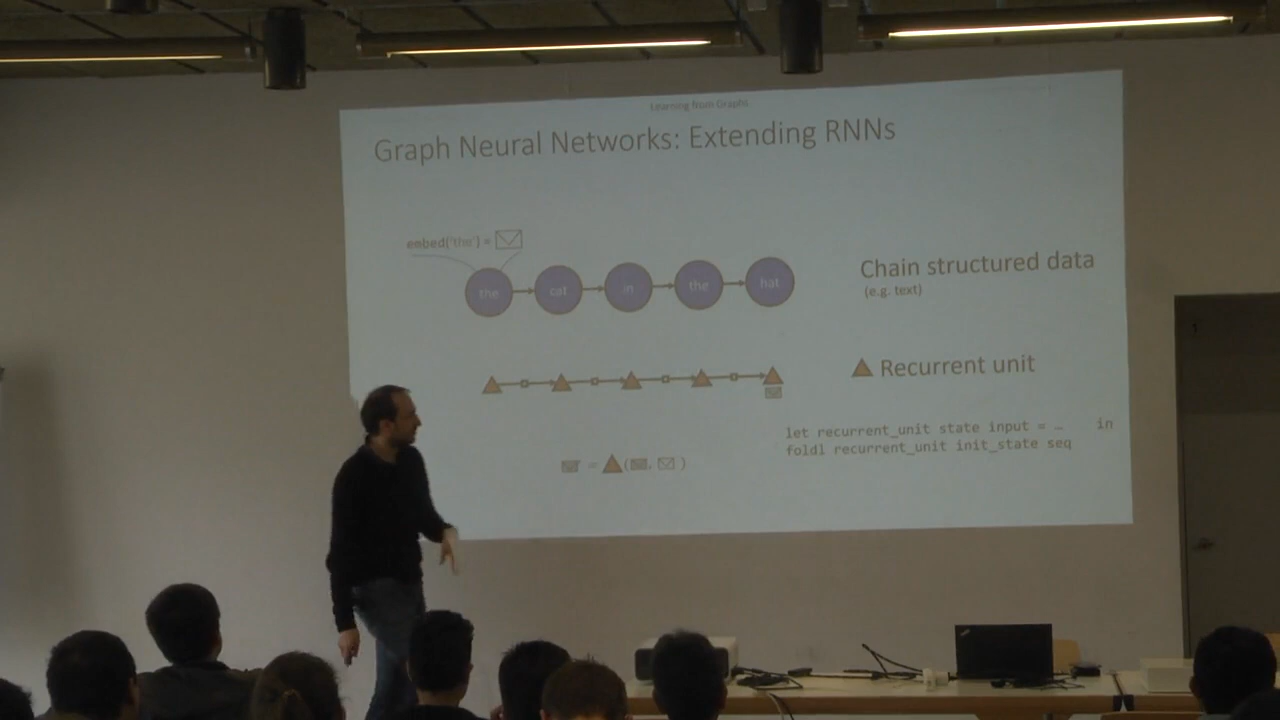 Learning from Graphs
Graph Neural Networks: Extending RNNs
embed('the') =
the cat in the hat
Chain structured data
(e.g. text)
Recurrent unit
let recurrent_unit state input = … in
foldl recurrent_unit init_state seq
= ( , )